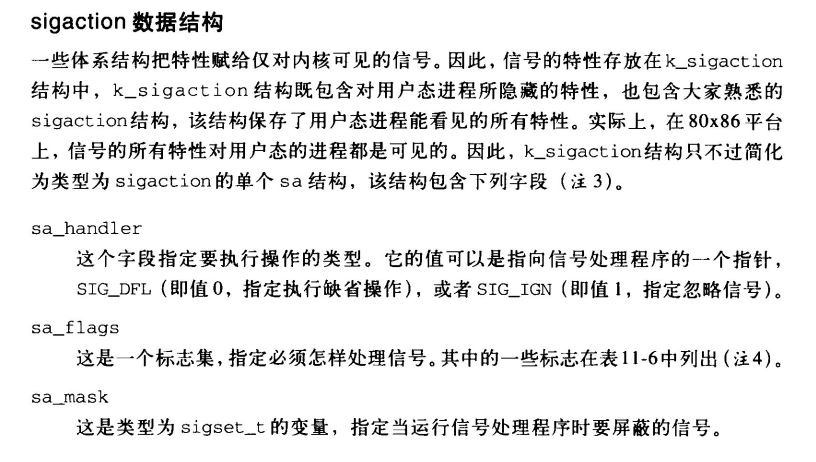 sigaction 数据结构
一些体系结构把特性赋给仅对内核可见的信号。因此，信号的特性存放在k_sigaction
结构中，k_sigaction 结构既包含对用户态进程所隐藏的特性，也包含大家熟悉的
sigaction结构，该结构保存了用户态进程能看见的所有特性。实际上，在80x86平台
上，信号的所有特性对用户态的进程都是可见的。因此，k_sigaction结构只不过简化
为类型为 sigaction的单个 sa 结构，该结构包含下列字段（注 3）。
sa_handler
这个字段指定要执行操作的类型。它的值可以是指向信号处理程序的一个指针，
SIG_DFL（即值 0，指定执行缺省操作），或者 SIG_IGN（即值 1，指定忽略信号）。
sa_flags
这是一个标志集，指定必须怎样处理信号。其中的一些标志在表11-6中列出（注4）。
sa_mask
这是类型为 sigset_t 的变量，指定当运行信号处理程序时要屏蔽的信号。